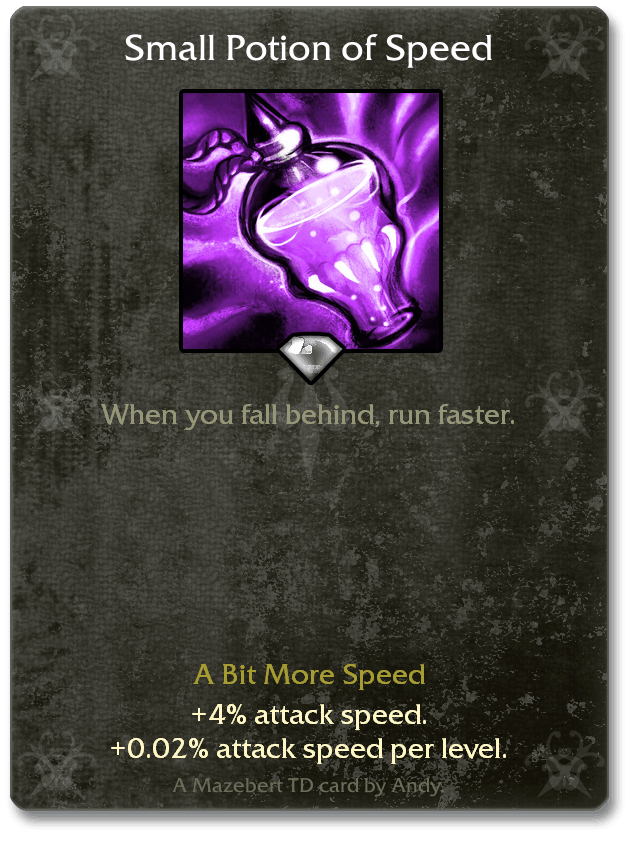 Small Potion of Speed
When you fall behind, run faster.
A Bit More Speed
+4% attack speed.
+0.02% attack speed per level.
A Mazebert TD card by Andy.